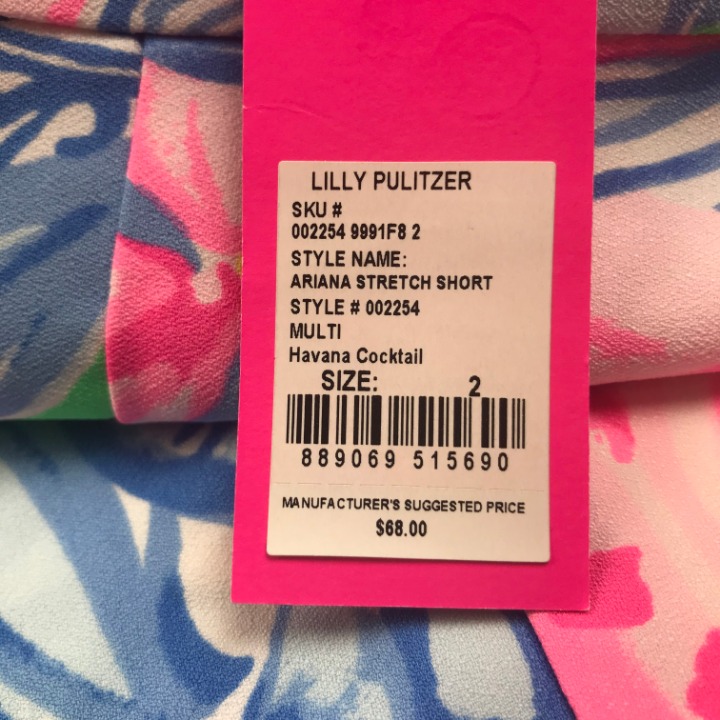 LILLY PULITZER
SKU #
002254 9991F8 2
STYLE NAME:
ARIANA STRETCH SHORT
STYLE # 002254
MULTI
Havana Cocktail
SIZE: 2
889069 515690
MANUFACTURER'S SUGGESTED PRICE
$68.00